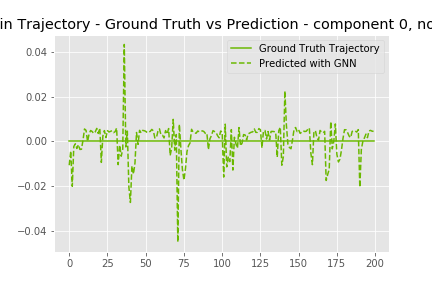 in Trajectory - Ground Truth vs Prediction - component 0, no
Ground Truth Trajectory
Predicted with GNN
0.04
0.02
0.00
−0.02
−0.04
0 25 50 75 100 125 150 175 200